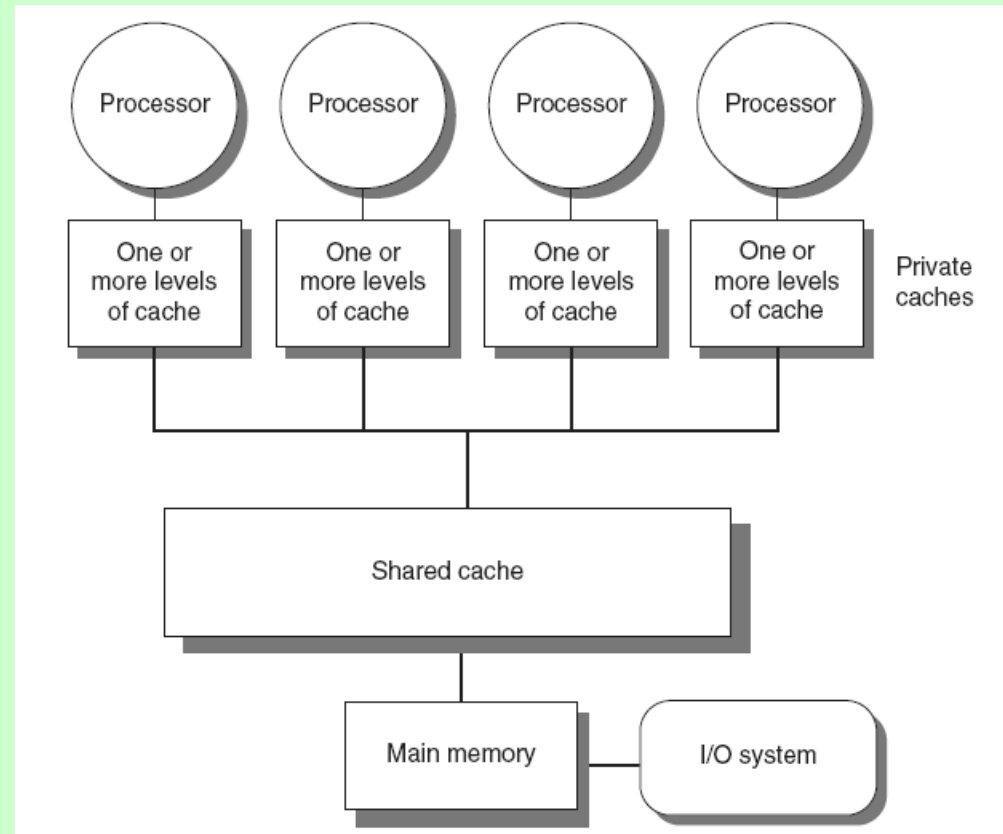 Processor
Processor
Processor
Processor
One or
more levels
of cache
One or
more levels
of cache
One or
more levels
of cache
One or
more levels
of cache
Private
caches
Shared cache
Main memory
I/O system